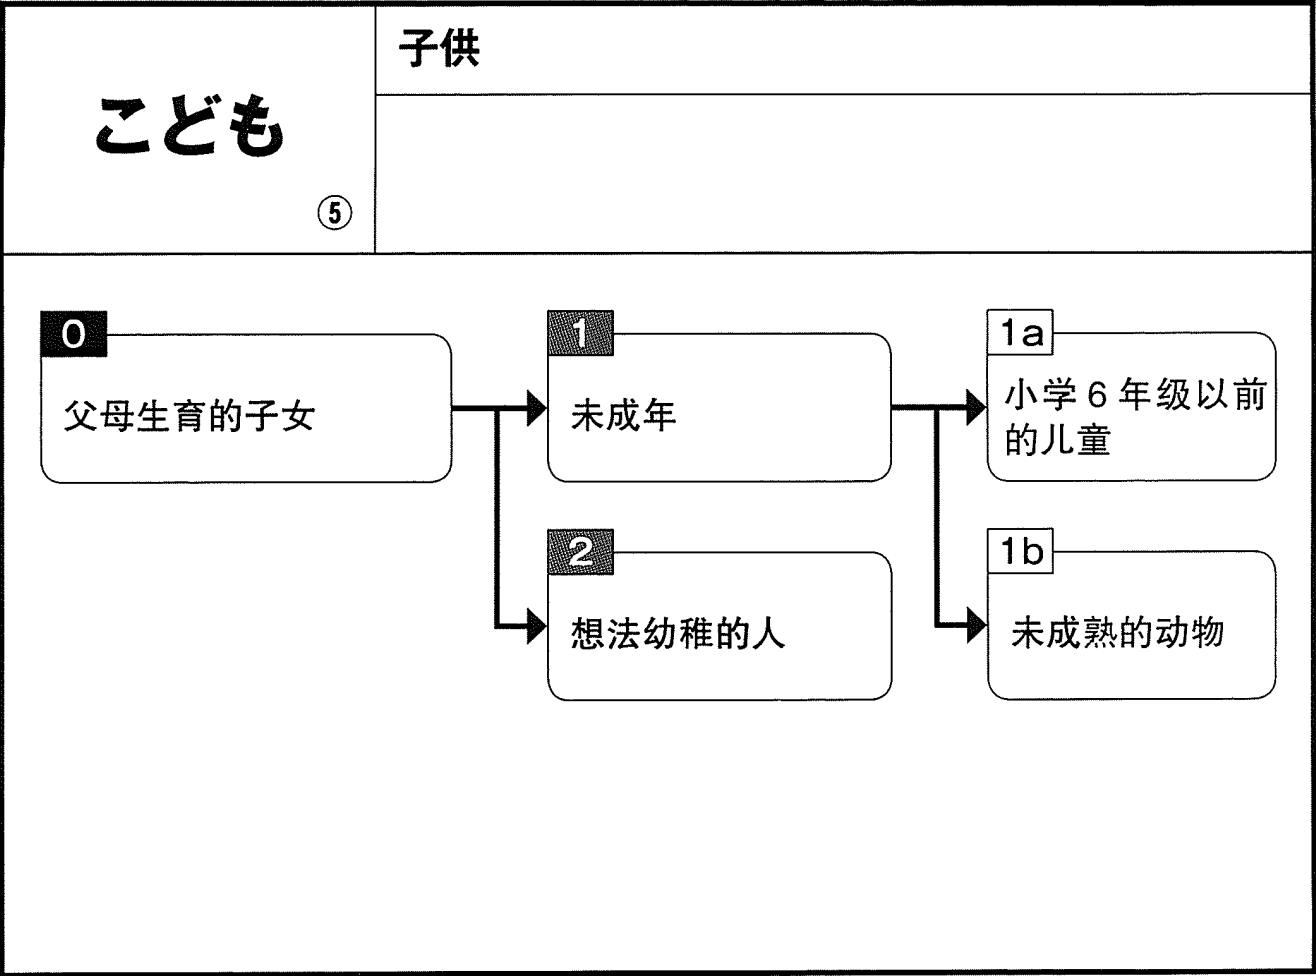 こども
⑤
子供
0
父母生育的子女
1
未成年
1a
小学6年级以前
的儿童
2
想法幼稚的人
1b
未成熟的动物